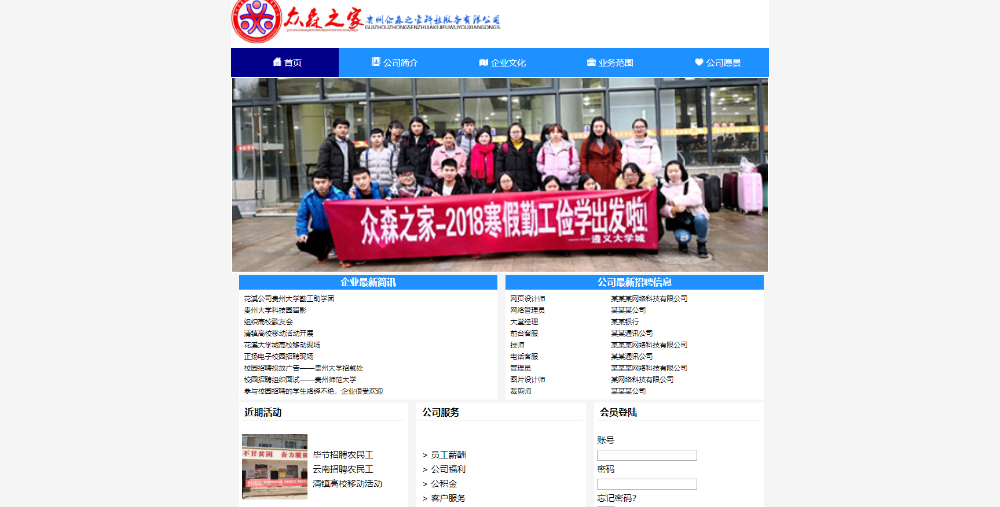 众森之家 贵州众森之家科技服务有限公司
GUIZHOUZHONGSENZHIJIAKEJIFUWUYOUXIANGONGSI
首页 公司简介 企业文化 业务范围 公司愿景
众森之家-2018寒假勤工俭学出发啦!
——遵义大学城
企业最新简讯
花溪公司贵州大学勤工助学团
贵州大学科技园留影
组织高校歌友会
清镇高校移动活动开展
花溪大学城高校移动现场
正扬电子校园招聘现场
校园招聘投放广告——贵州大学招就处
校园招聘组织面试——贵州师范大学
参与校园招聘的学生络绎不绝，企业很受欢迎
公司最新招聘信息
网页设计师 某某某网络科技有限公司
网络管理员 某某某公司
大堂经理 某某银行
前台客服 某某通讯公司
技师 某某某网络科技有限公司
电话客服 某某通讯公司
管理员 某某某网络科技有限公司
图片设计师 某网络科技有限公司
裁剪师 某某某公司
近期活动
不甘贫困 奋力脱贫
毕节招聘农民工
云南招聘农民工
清镇高校移动活动
公司服务
> 员工薪酬
> 公司福利
> 公积金
> 客户服务
会员登陆
账号
密码
忘记密码?